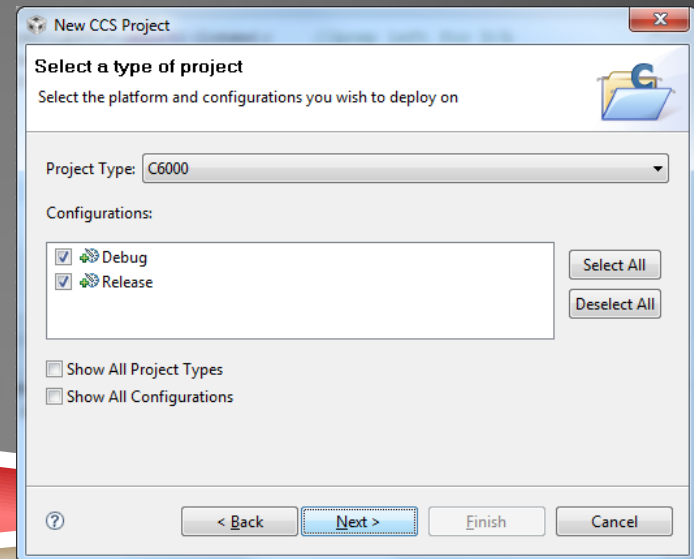 New CCS Project
Select a type of project
Select the platform and configurations you wish to deploy on
Project Type: C6000
Configurations:
Debug
Release
Select All
Deselect All
Show All Project Types
Show All Configurations
< Back Next > Finish Cancel